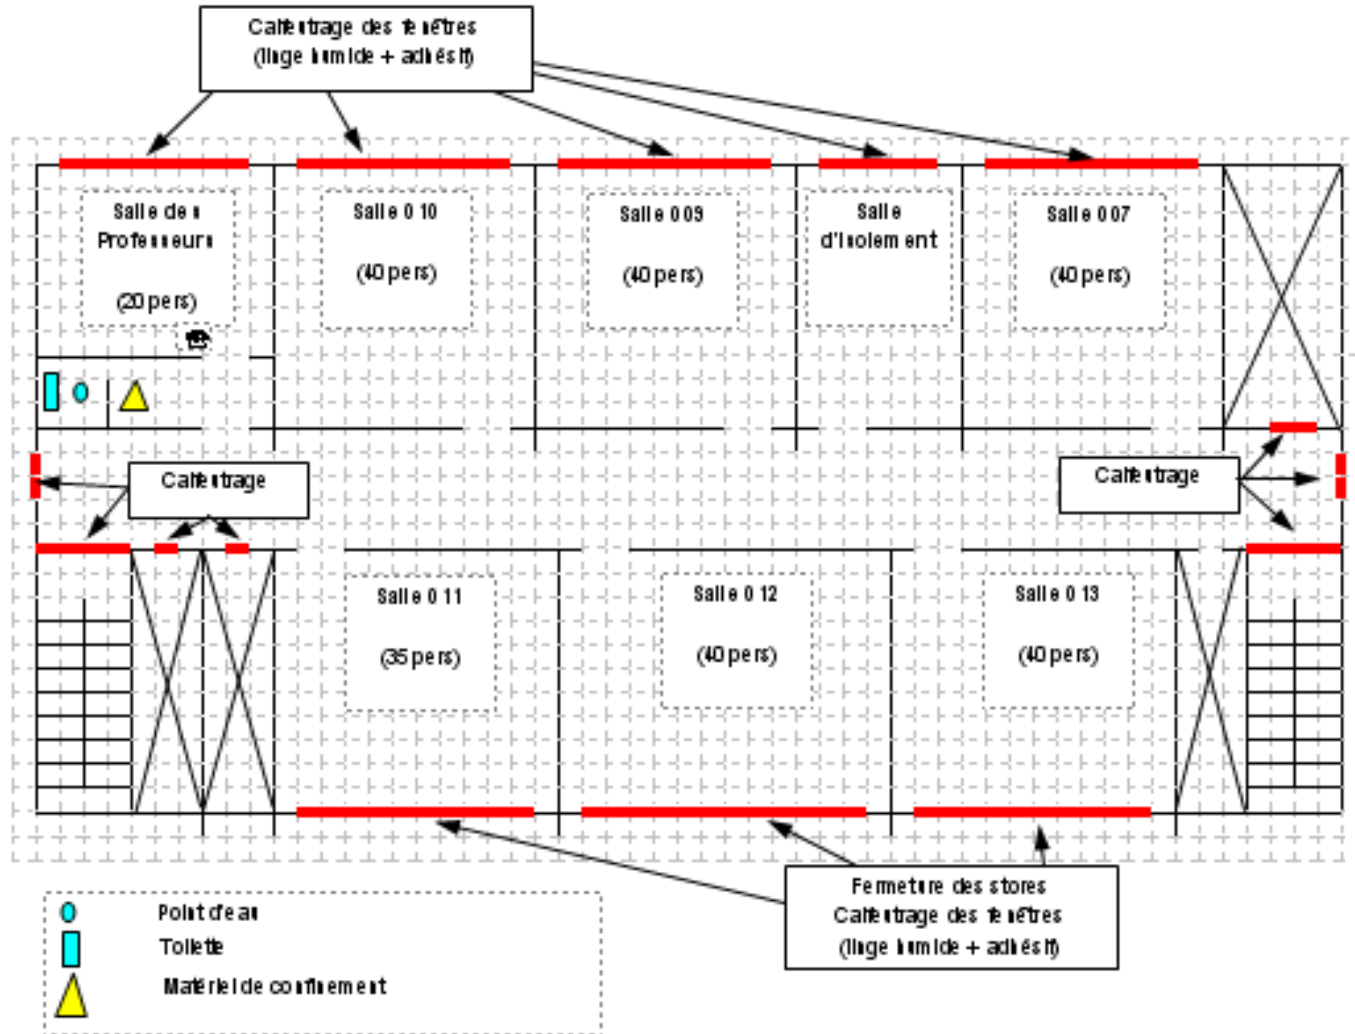 Calfeutrage des fenêtres
(linge humide + adhésif)
Salle des
Professeurs
(20 pers)
Salle 010
(40 pers)
Salle 009
(40 pers)
Salle
d'Isolement
Salle 007
(40 pers)
Calfeutrage
Calfeutrage
Salle 011
(35 pers)
Salle 012
(40 pers)
Salle 013
(40 pers)
Fermeture des stores
Calfeutrage des fenêtres
(linge humide + adhésif)
Point d'eau
Toilette
Matériel de confinement